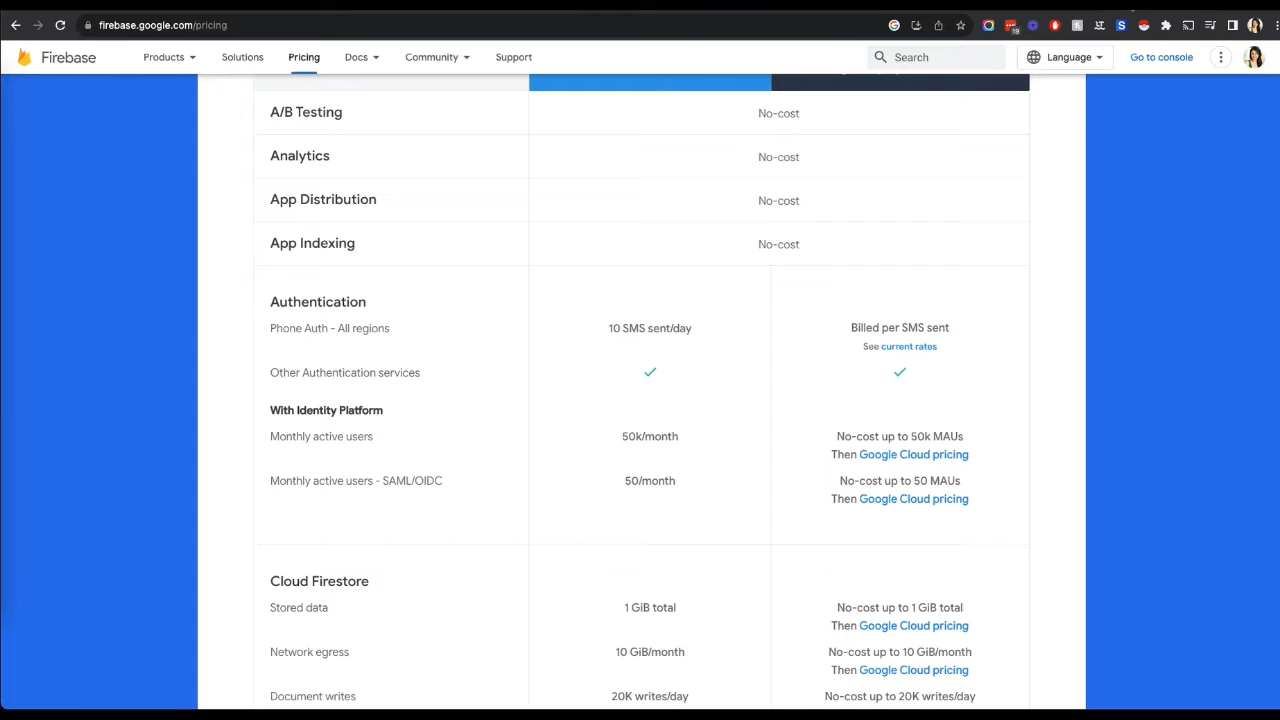 firebase.google.com/pricing
19
Firebase
Products
Solutions
Pricing
Docs
Community
Support
Search
Language
Go to console
A/B Testing
No-cost
Analytics
No-cost
App Distribution
No-cost
App Indexing
No-cost
Authentication
Phone Auth - All regions
10 SMS sent/day
Billed per SMS sent
See current rates
Other Authentication services
With Identity Platform
Monthly active users
50k/month
No-cost up to 50k MAUs
Then Google Cloud pricing
Monthly active users - SAML/OIDC
50/month
No-cost up to 50 MAUs
Then Google Cloud pricing
Cloud Firestore
Stored data
1 GiB total
No-cost up to 1 GiB total
Then Google Cloud pricing
Network egress
10 GiB/month
No-cost up to 10 GiB/month
Then Google Cloud pricing
Document writes
20K writes/day
No-cost up to 20K writes/day